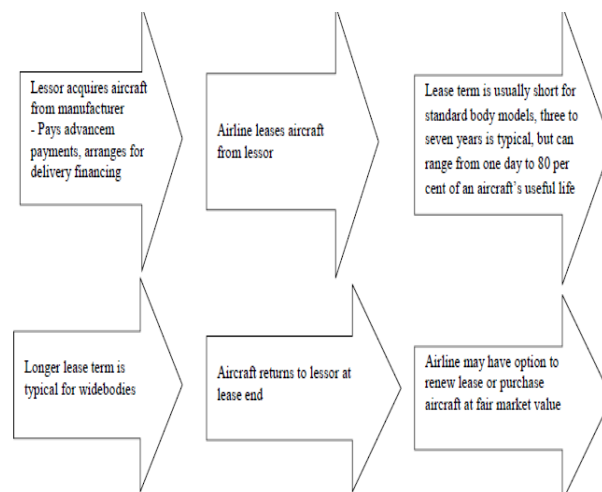 Lessor acquires aircraft
from manufacturer
- Pays advancem
payments, arranges for
delivery financing
Airline leases aircraft
from lessor
Lease term is usually short for
standard body models, three to
seven years is typical, but can
range from one day to 80 per
cent of an aircraft's useful life
Longer lease term is
typical for widebodies
Aircraft returns to lessor at
lease end
Airline may have option to
renew lease or purchase
aircraft at fair market value